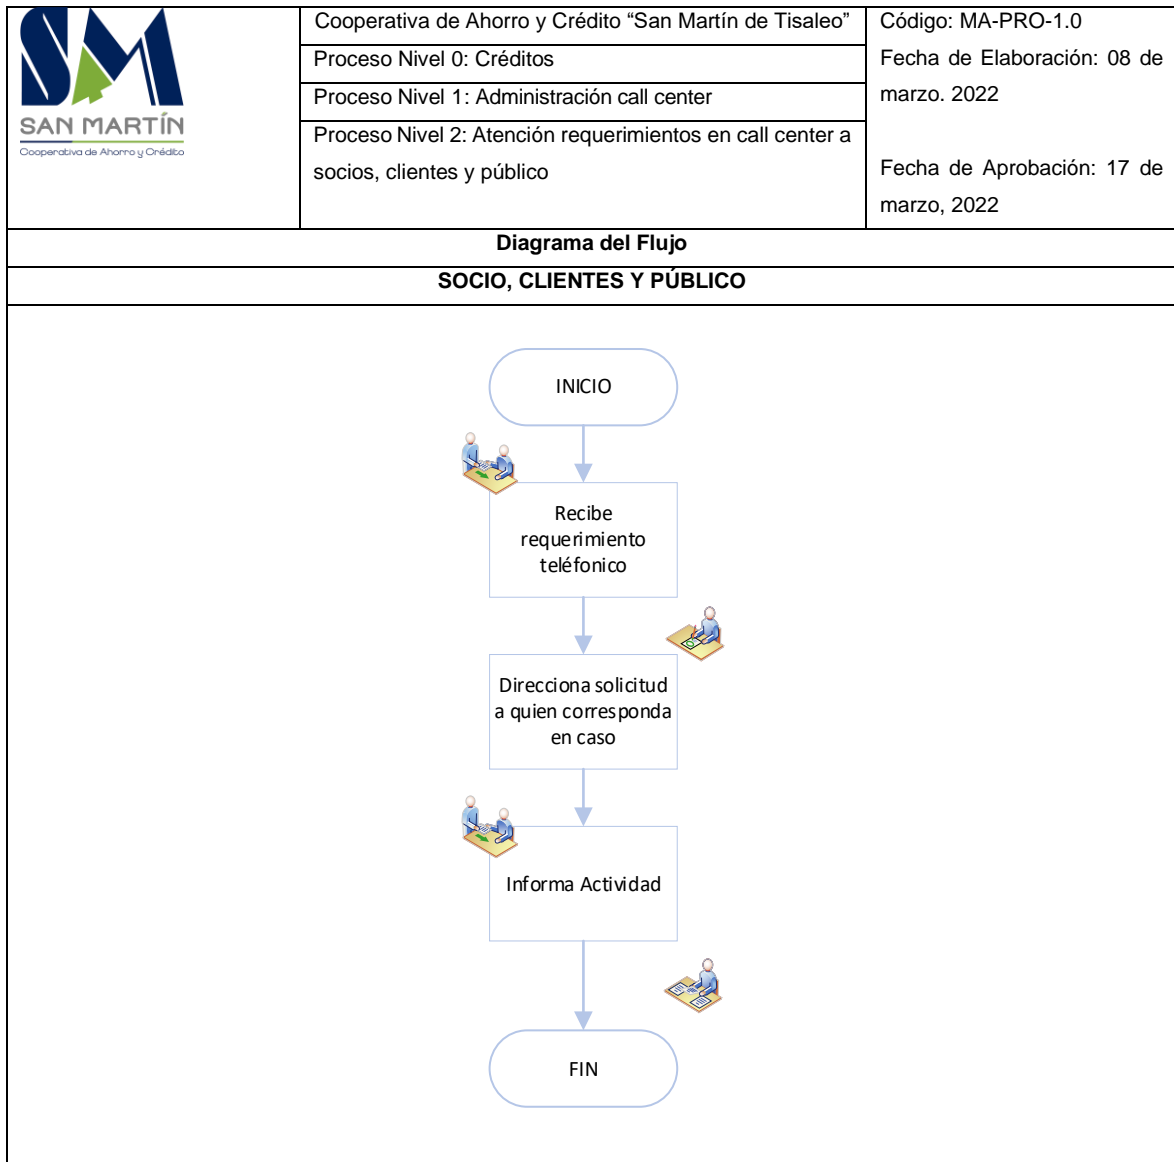 SM
SAN MARTÍN
Cooperativa de Ahorro y Crédito
Cooperativa de Ahorro y Crédito “San Martín de Tisaleo”
Proceso Nivel 0: Créditos
Proceso Nivel 1: Administración call center
Proceso Nivel 2: Atención requerimientos en call center a
socios, clientes y público
Código: MA-PRO-1.0
Fecha de Elaboración: 08 de
marzo. 2022
Fecha de Aprobación: 17 de
marzo, 2022
Diagrama del Flujo
SOCIO, CLIENTES Y PÚBLICO
INICIO
Recibe
requerimiento
teléfonico
Direcciona solicitud
a quien corresponda
en caso
Informa Actividad
FIN